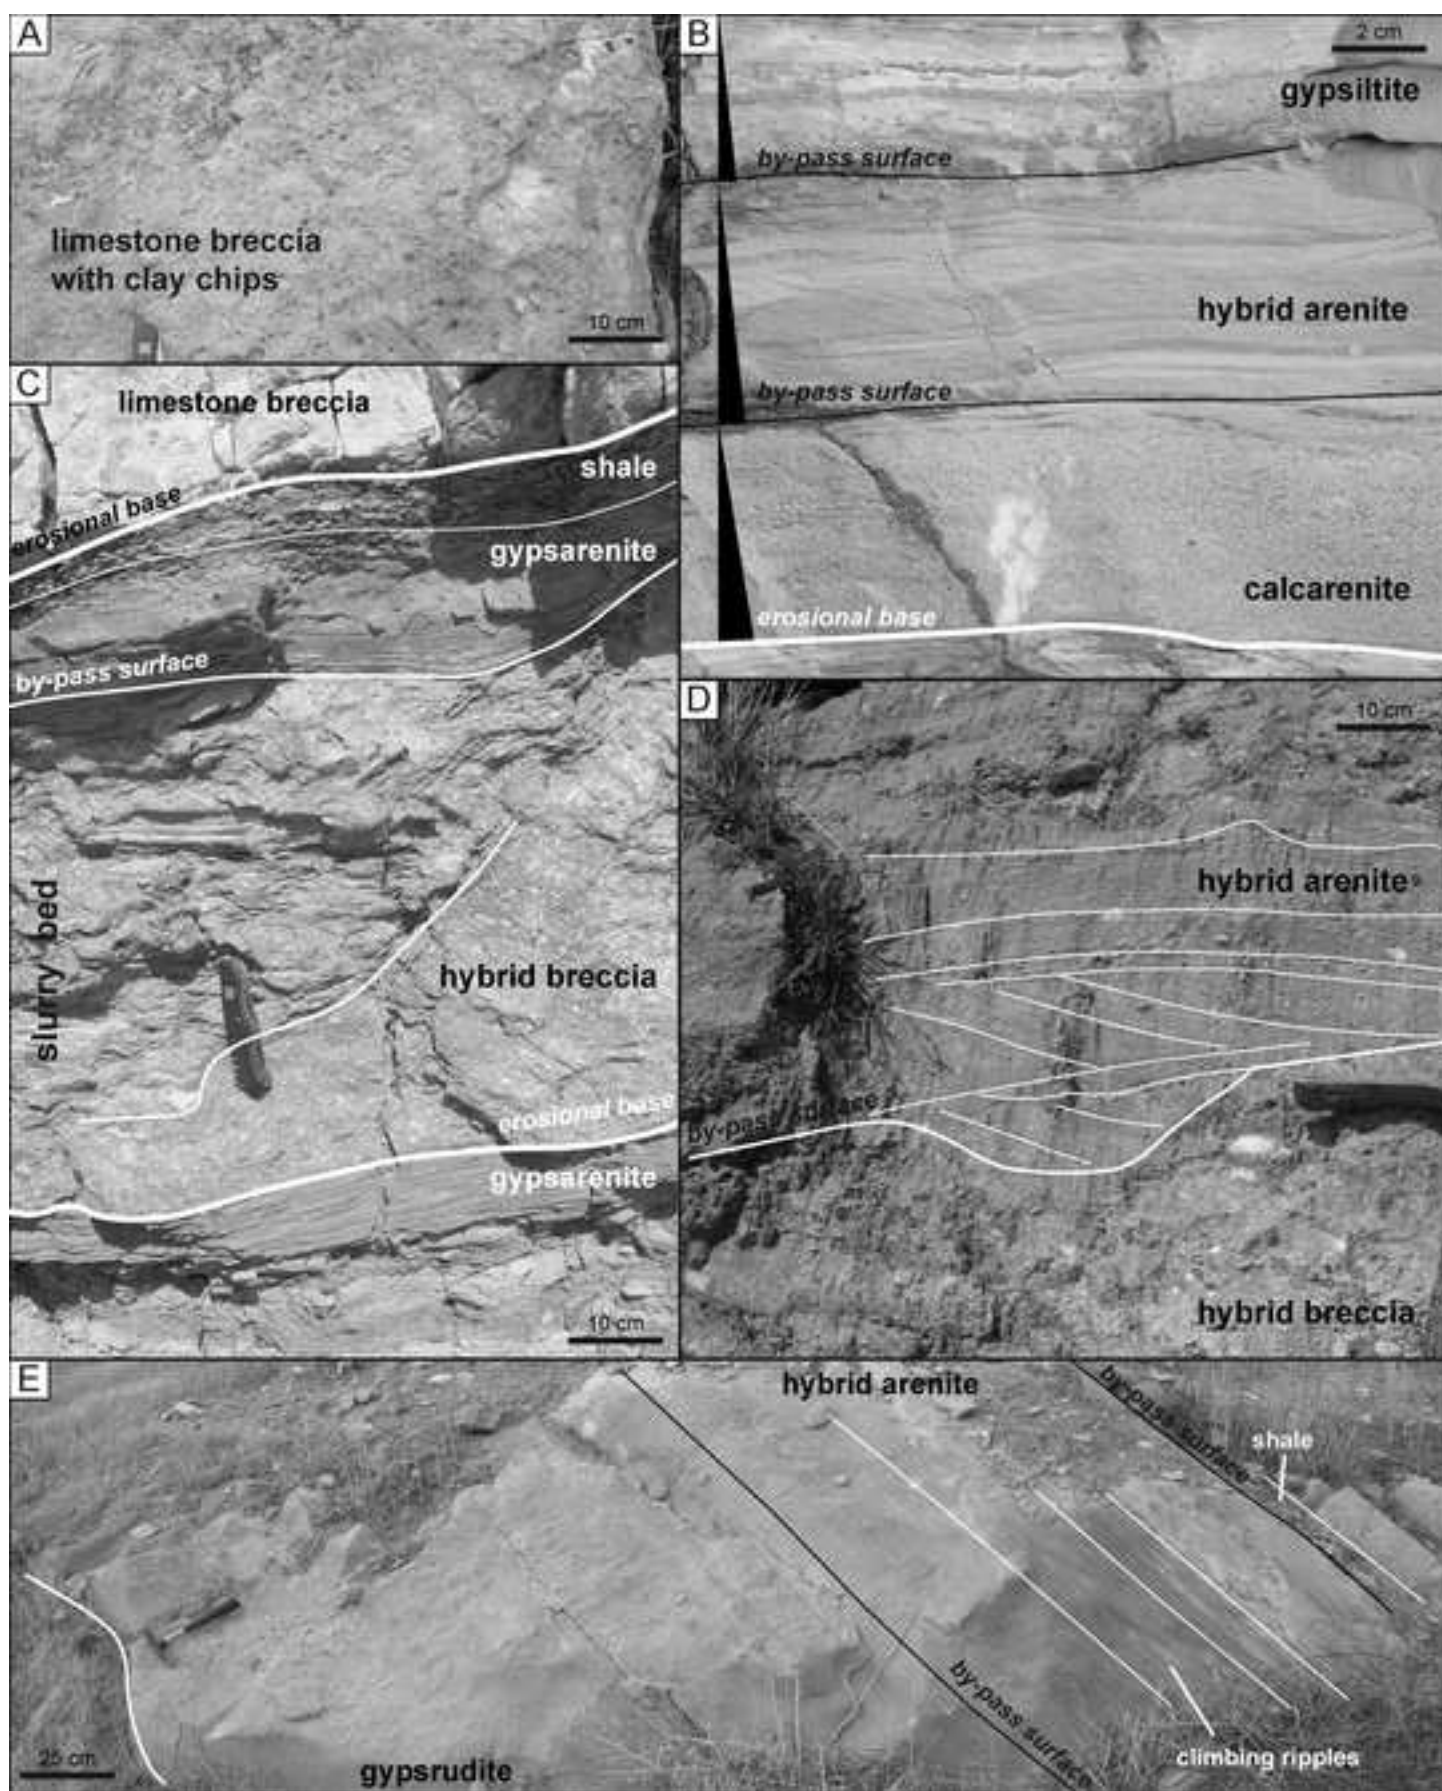 A
limestone breccia
with clay chips
10 cm
B
2 cm
gypsiltite
by-pass surface
hybrid arenite
by-pass surface
calcarenite
erosional base
C
limestone breccia
shale
erosional base
gypsarenite
by-pass surface
slurry bed
hybrid breccia
erosional base
gypsarenite
10 cm
D
10 cm
hybrid arenite
by-pass surface
hybrid breccia
E
hybrid arenite
by-pass surface
shale
by-pass surface
climbing ripples
25 cm
gypsrudite